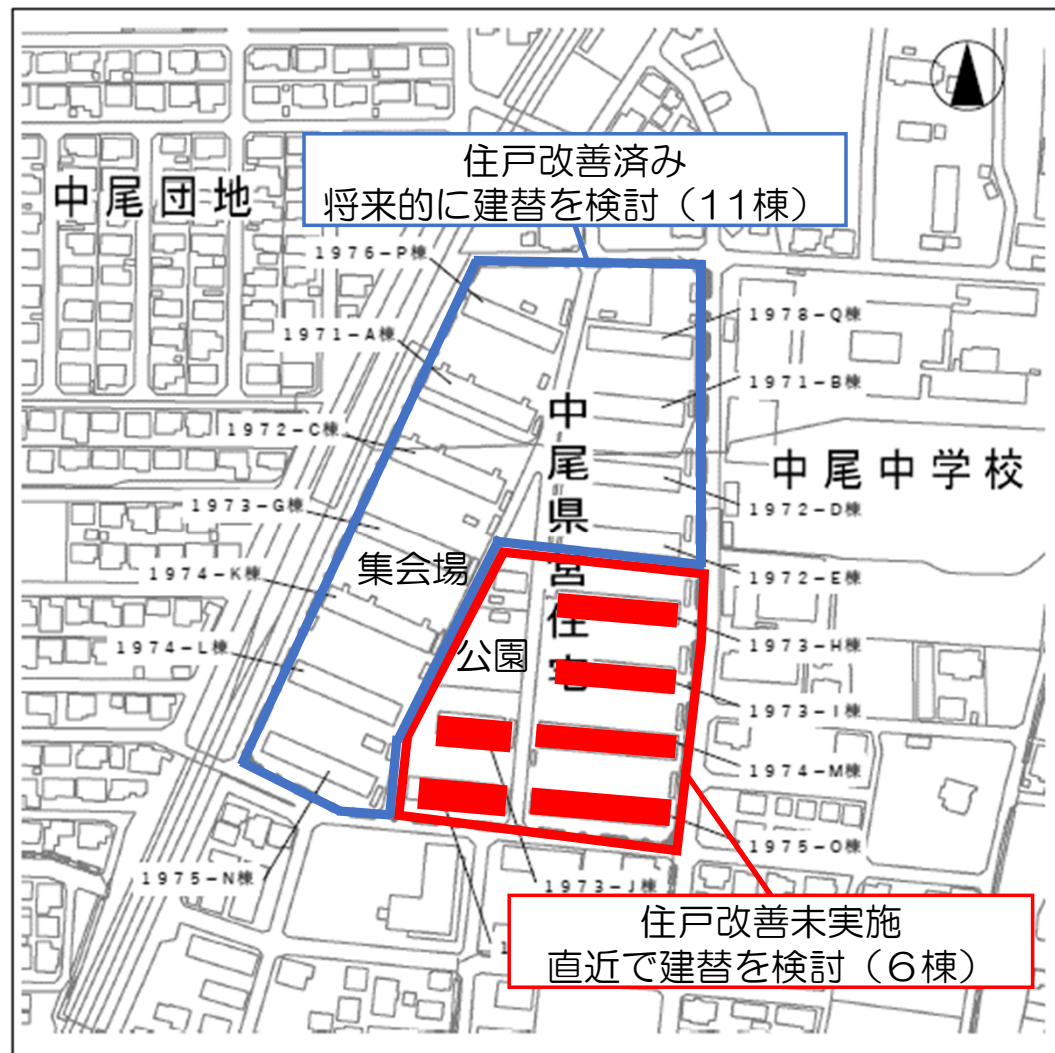 住戸改善済み
将来的に建替を検討（11棟）
中尾団地
1976-P棟
1971-A棟
1972-C棟
1973-G棟
集会場
1974-K棟
1974-L棟
1975-N棟
1978-Q棟
1971-B棟
中尾県営住宅
中尾中学校
1972-D棟
1972-E棟
公園
1973-H棟
1973-I棟
1974-M棟
1975-O棟
1973-J棟
住戸改善未実施
直近で建替を検討（6棟）